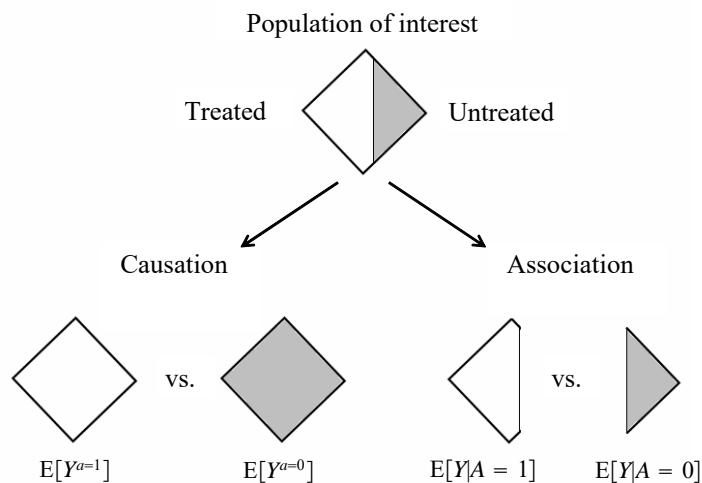 Population of interest
Treated
Untreated
Causation
Association
vs.
vs.
E[Y^{a=1}]
E[Y^{a=0}]
E[Y|A = 1]
E[Y|A = 0]